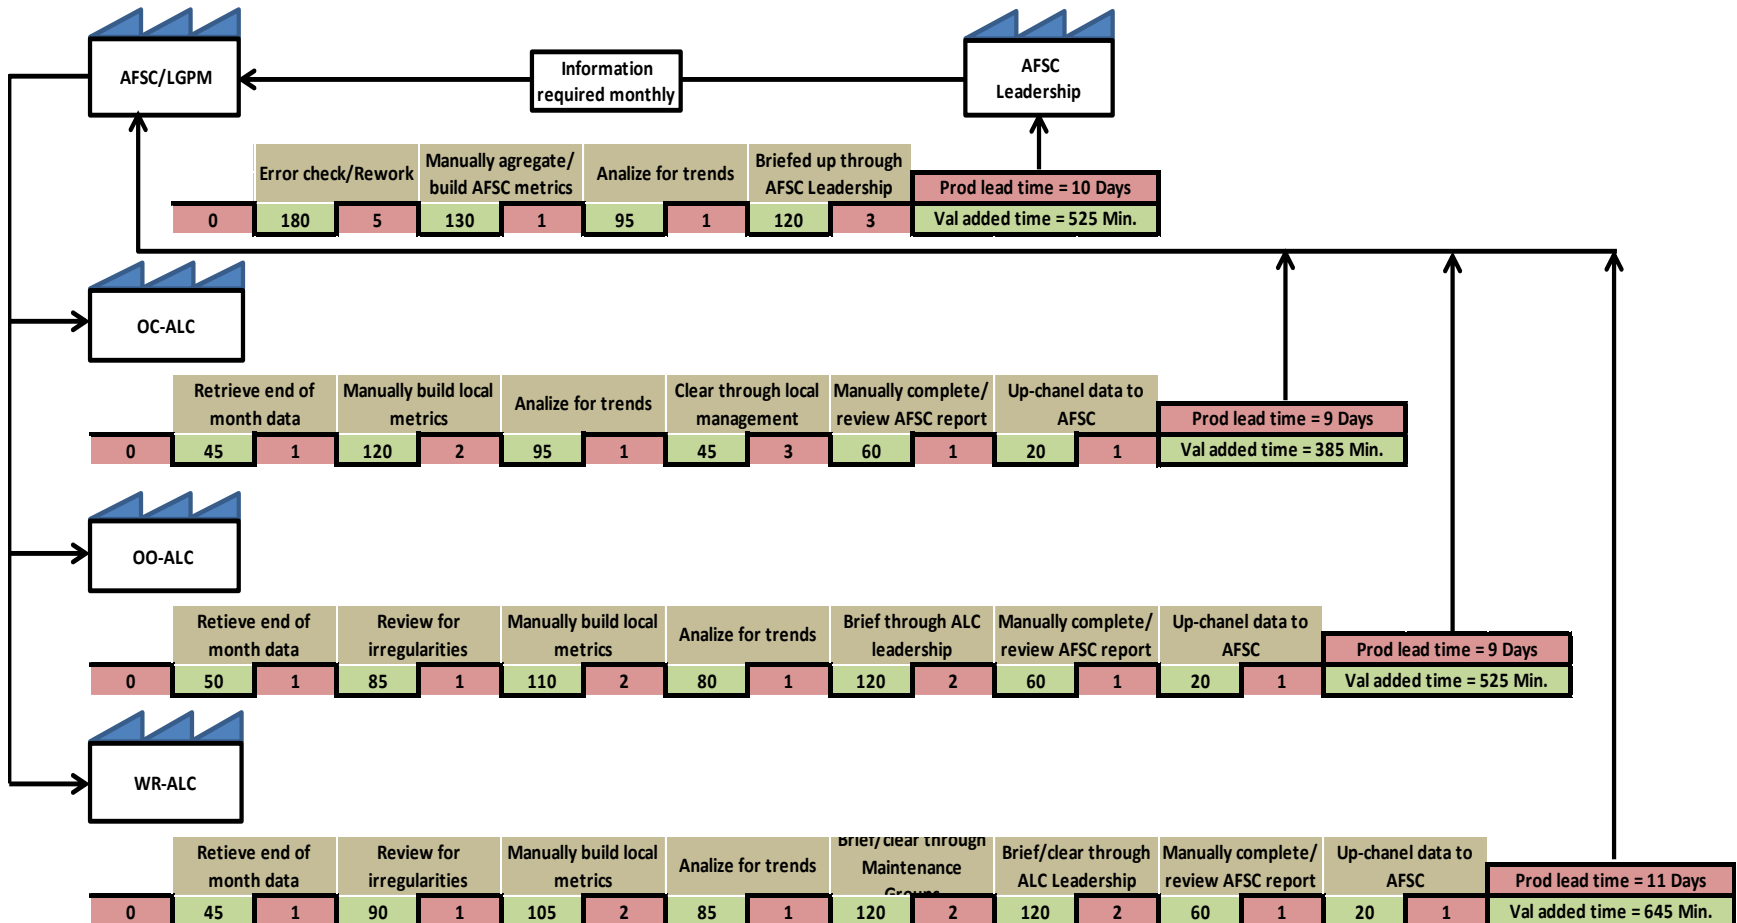 AFSC/LGPM
Information
required monthly
AFSC
Leadership
Error check/Rework
Manually agregate/
build AFSC metrics
Analize for trends
Briefed up through
AFSC Leadership
Prod lead time = 10 Days
0 180 5 130 1 95 1 120 3 Val added time = 525 Min.
OC-ALC
Retrieve end of
month data
Manually build local
metrics
Analize for trends
Clear through local
management
Manually complete/
review AFSC report
Up-chanel data to
AFSC
Prod lead time = 9 Days
0 45 1 120 2 95 1 45 3 60 1 20 1 Val added time = 385 Min.
OO-ALC
Retieve end of
month data
Review for
irregularities
Manually build local
metrics
Analize for trends
Brief through ALC
leadership
Manually complete/
review AFSC report
Up-chanel data to
AFSC
Prod lead time = 9 Days
0 50 1 85 1 110 2 80 1 120 2 60 1 20 1 Val added time = 525 Min.
WR-ALC
Retieve end of
month data
Review for
irregularities
Manually build local
metrics
Analize for trends
Brief/clear through
Maintenance
Groups
Brief/clear through
ALC Leadership
Manually complete/
review AFSC report
Up-chanel data to
AFSC
Prod lead time = 11 Days
0 45 1 90 1 105 2 85 1 120 2 120 2 60 1 20 1 Val added time = 645 Min.